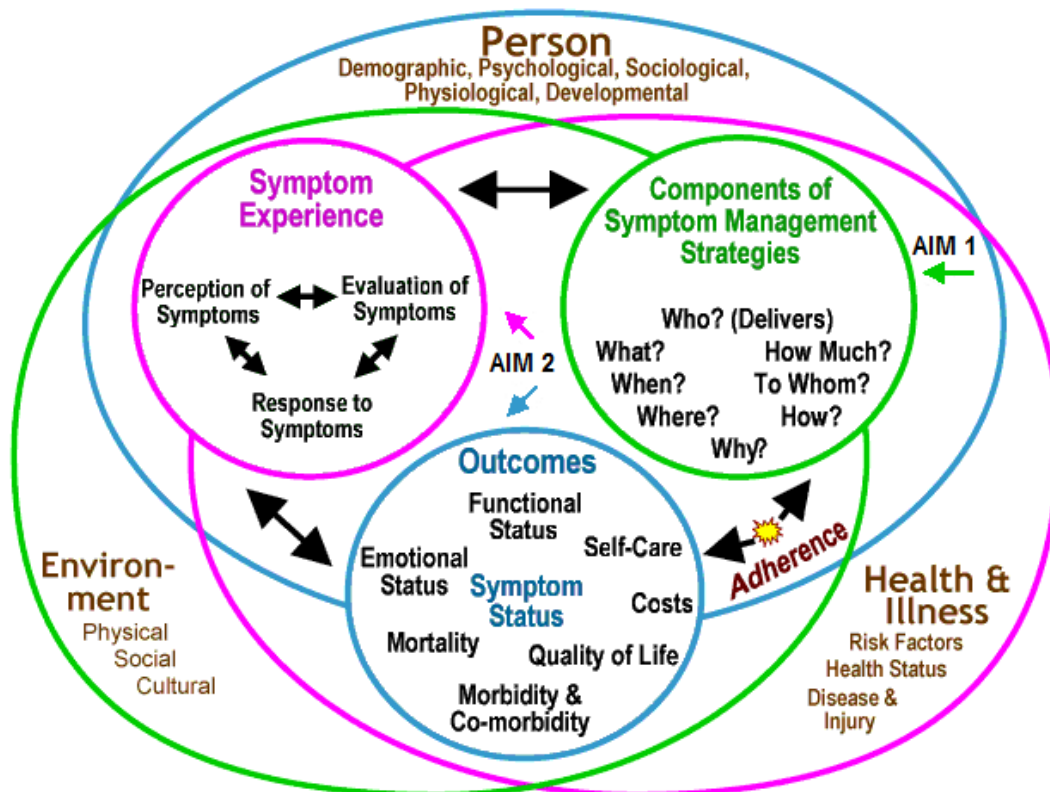 Person
Demographic, Psychological, Sociological,
Physiological, Developmental
Symptom
Experience
Perception of
Symptoms
Evaluation of
Symptoms
Response to
Symptoms
Components of
Symptom Management
Strategies
Who? (Delivers)
What?
How Much?
When?
To Whom?
Where?
How?
Why?
AIM 1
AIM 2
Outcomes
Functional
Status
Self-Care
Emotional
Status
Symptom
Status
Costs
Mortality
Quality of Life
Morbidity &
Co-morbidity
Adherence
Environ-
ment
Physical
Social
Cultural
Health &
Illness
Risk Factors
Health Status
Disease &
Injury